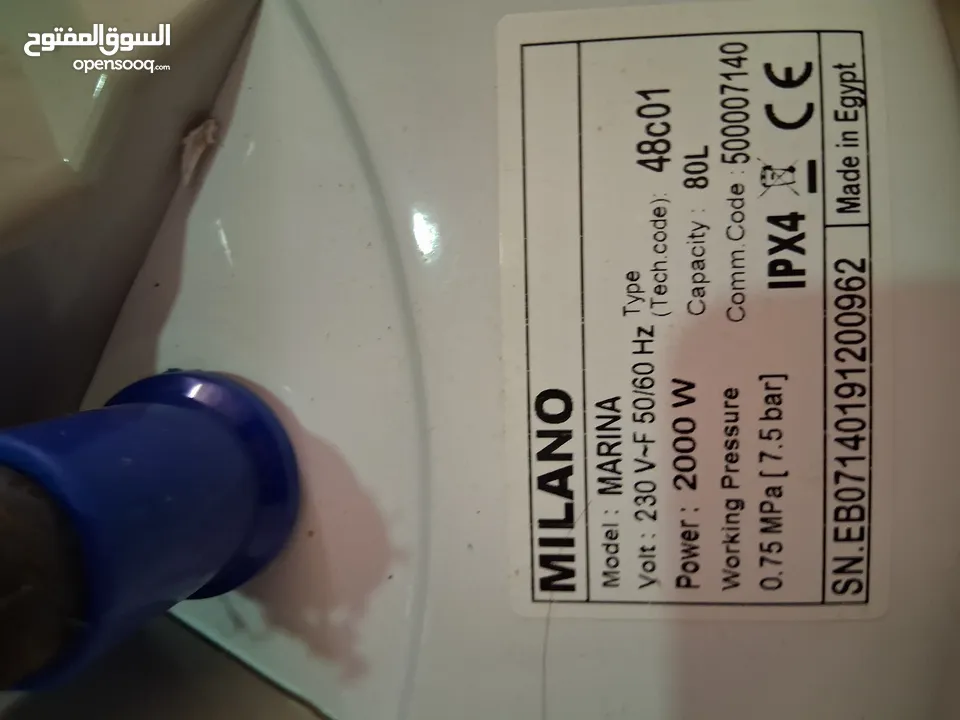 السوق المفتوح
opensooq.com
MILANO
Model : MARINA
Volt : 230 V~F 50/60 Hz
Type
(Tech.code): 48c01
Power : 2000 W
Capacity : 80L
Working Pressure
0.75 MPa [ 7.5 bar]
Comm.Code : 500007140
IPX4 CE
SN.EB0714019191200962
Made in Egypt